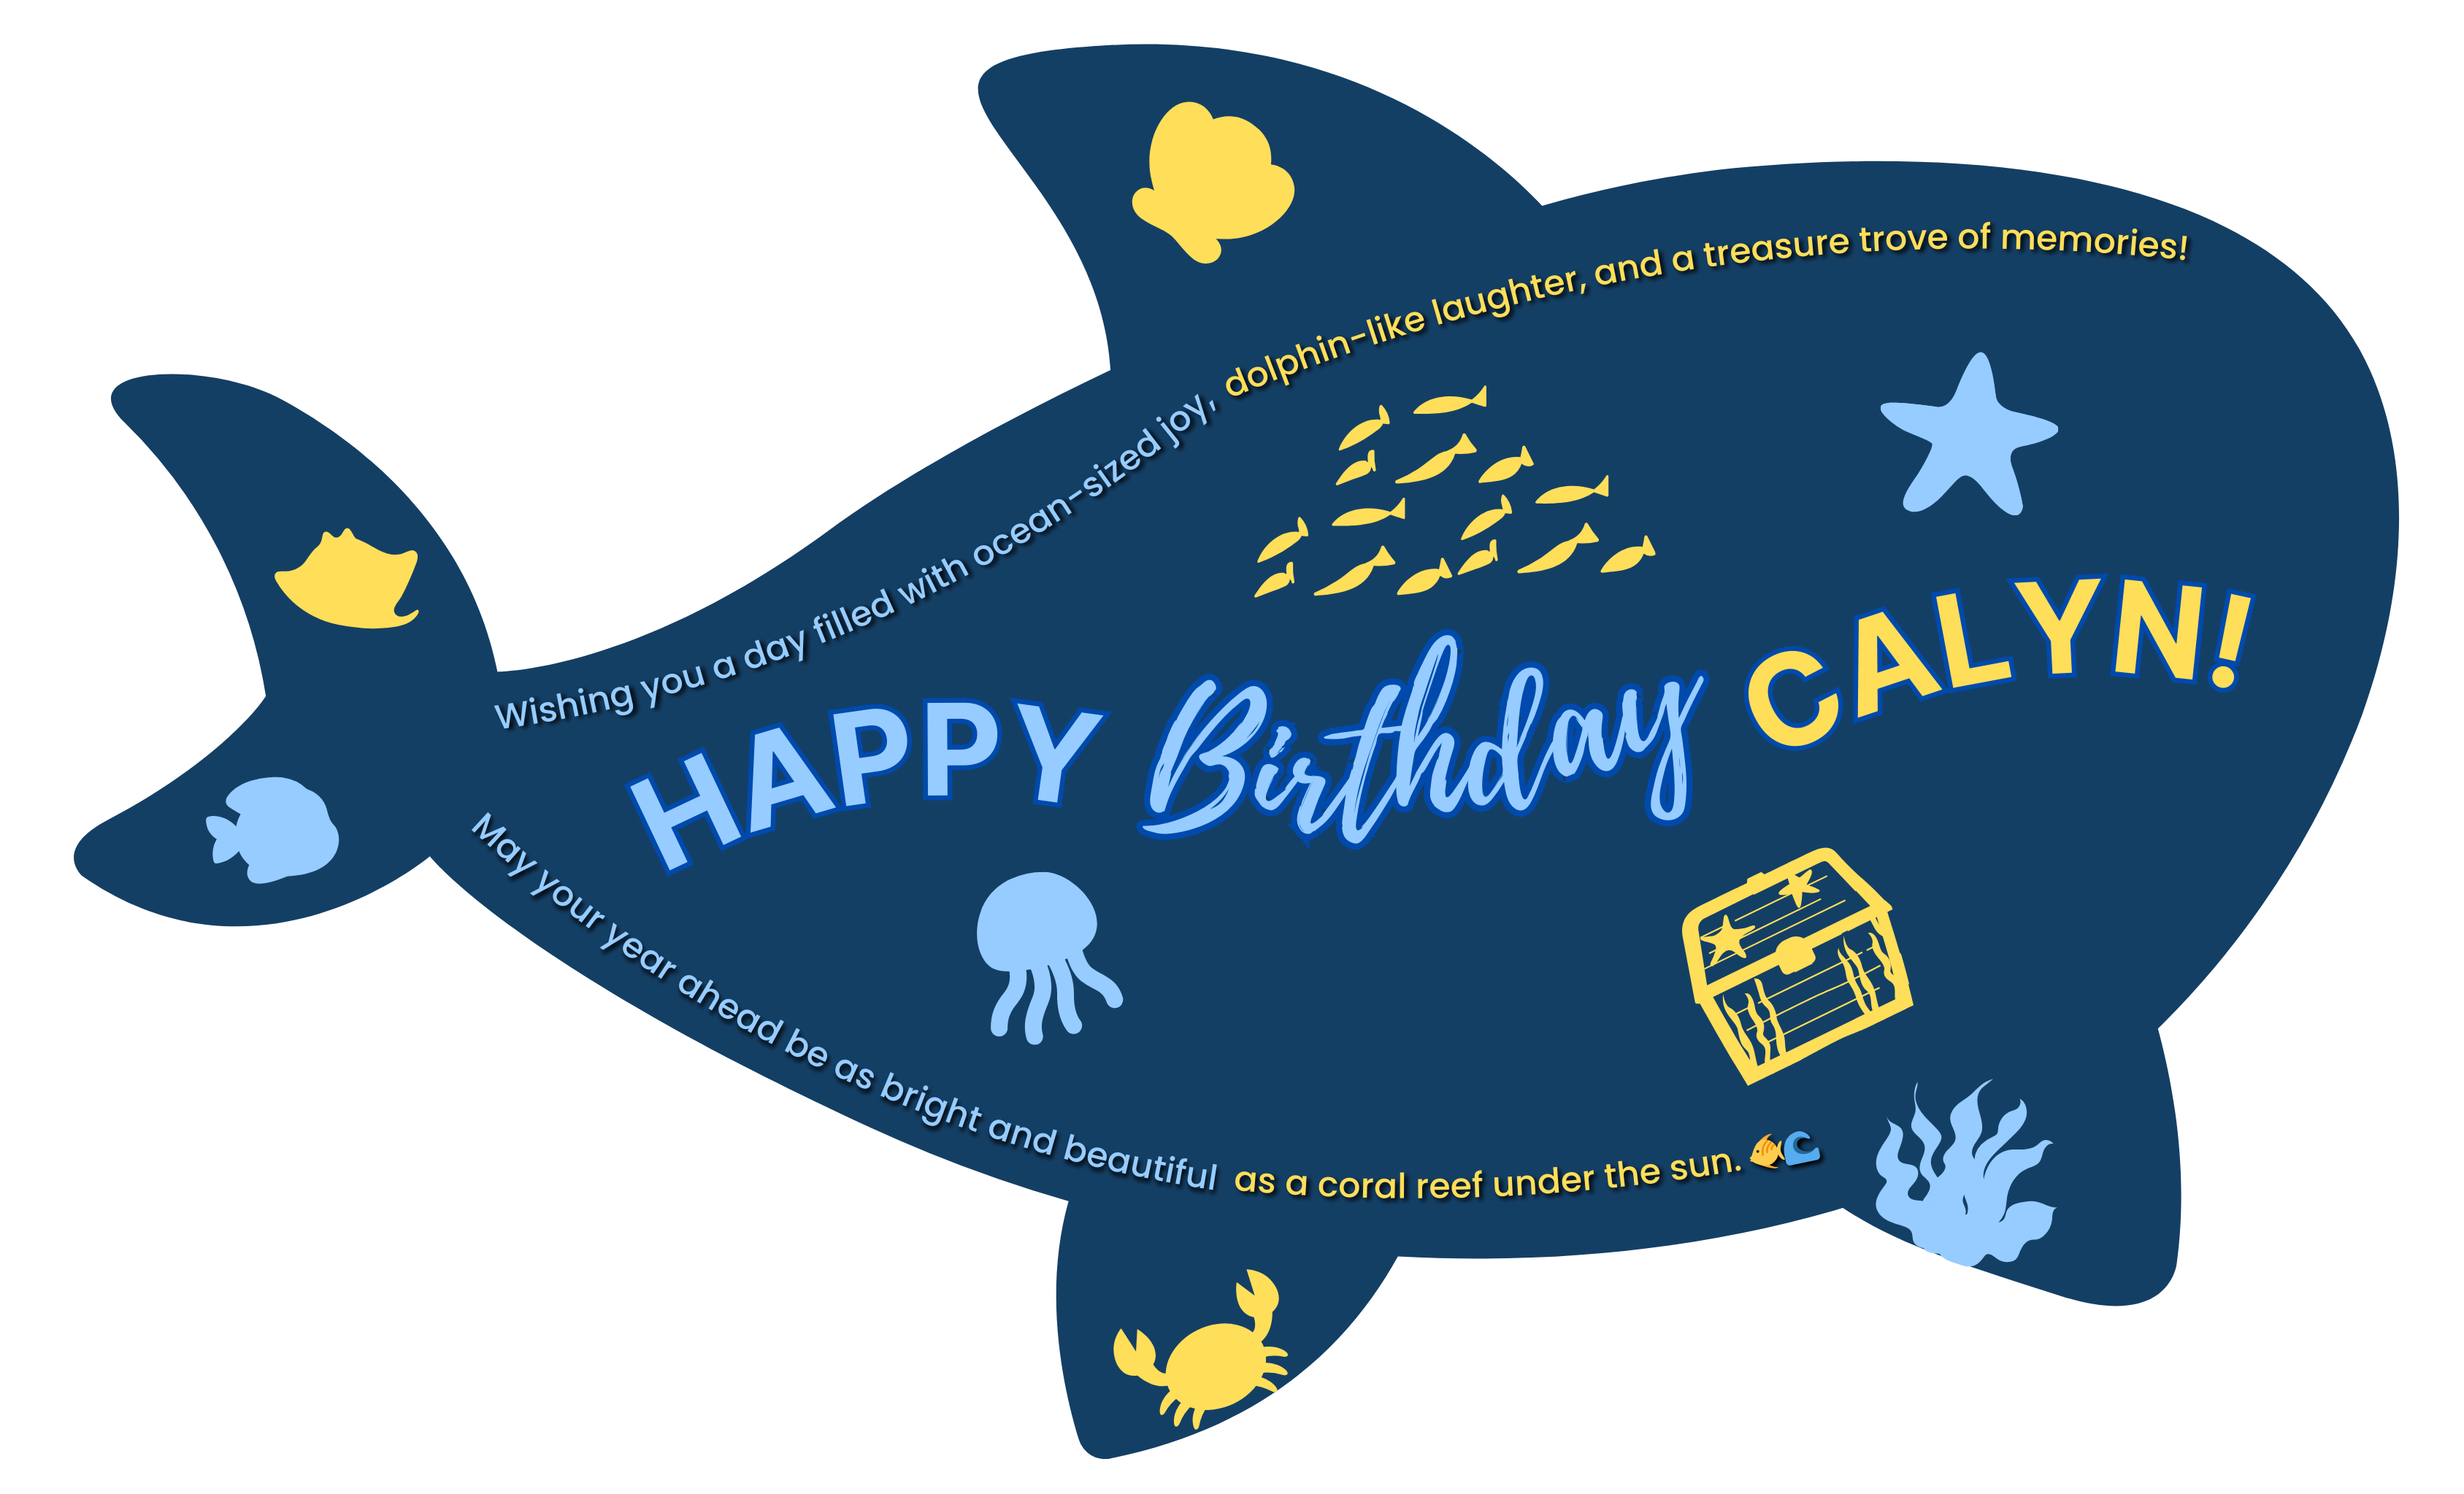 Wishing you a day filled with ocean-sized joy, dolphin-like laughter, and a treasure trove of memories!
HAPPY Birthday CALYN!
May your year ahead be as bright and beautiful as a coral reef under the sun. 🐠🌊